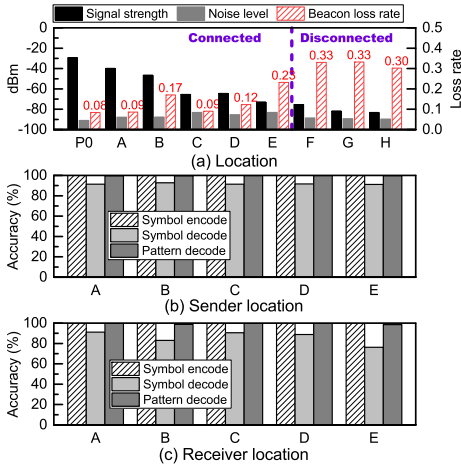 Signal strength
Noise level
Beacon loss rate
0
-20
-40
-60
-80
-100
dBm
Connected
Disconnected
0.08
0.09
0.17
0.09
0.12
0.23
0.33
0.33
0.30
0.5
0.4
0.3
0.2
0.1
0.0
Loss rate
P0 A B C D E F G H
(a) Location
100
80
60
40
20
0
Accuracy (%)
Symbol encode
Symbol decode
Pattern decode
A B C D E
(b) Sender location
100
80
60
40
20
0
Accuracy (%)
Symbol encode
Symbol decode
Pattern decode
A B C D E
(c) Receiver location